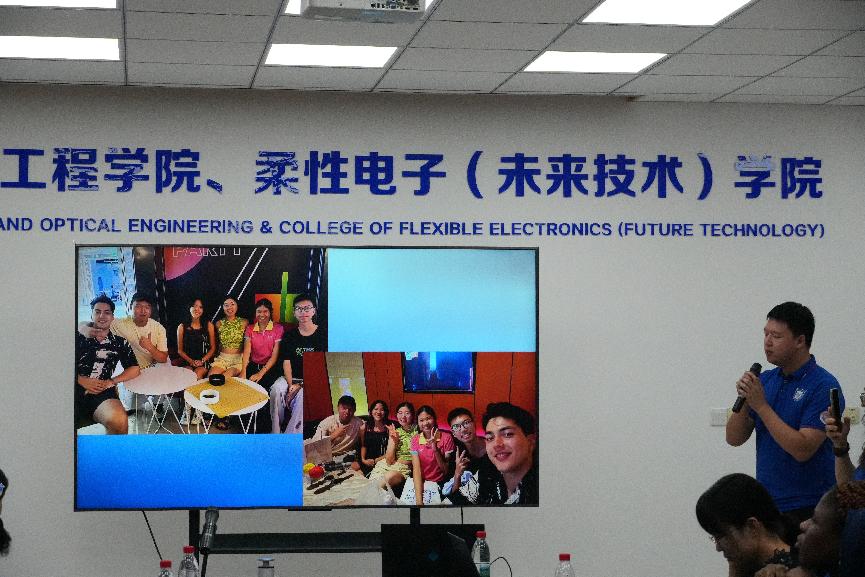 工程学院、柔性电子（未来技术）学院
AND OPTICAL ENGINEERING & COLLEGE OF FLEXIBLE ELECTRONICS (FUTURE TECHNOLOGY)
PARTY